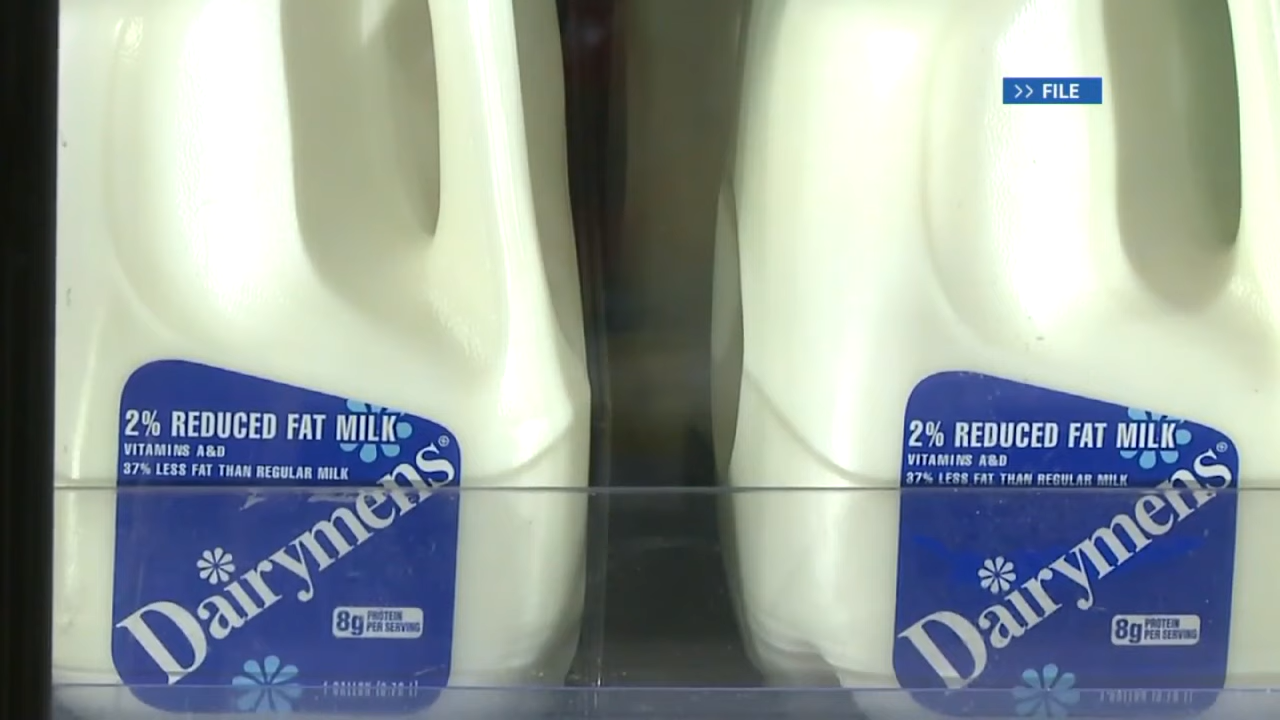 >> FILE
2% REDUCED FAT MILK
VITAMINS A&D
37% LESS FAT THAN REGULAR MILK
Dairymens®
8g PROTEIN
PER SERVING
2% REDUCED FAT MILK
VITAMINS A&D
37% LESS FAT THAN REGULAR MILK
Dairymens®
8g PROTEIN
PER SERVING